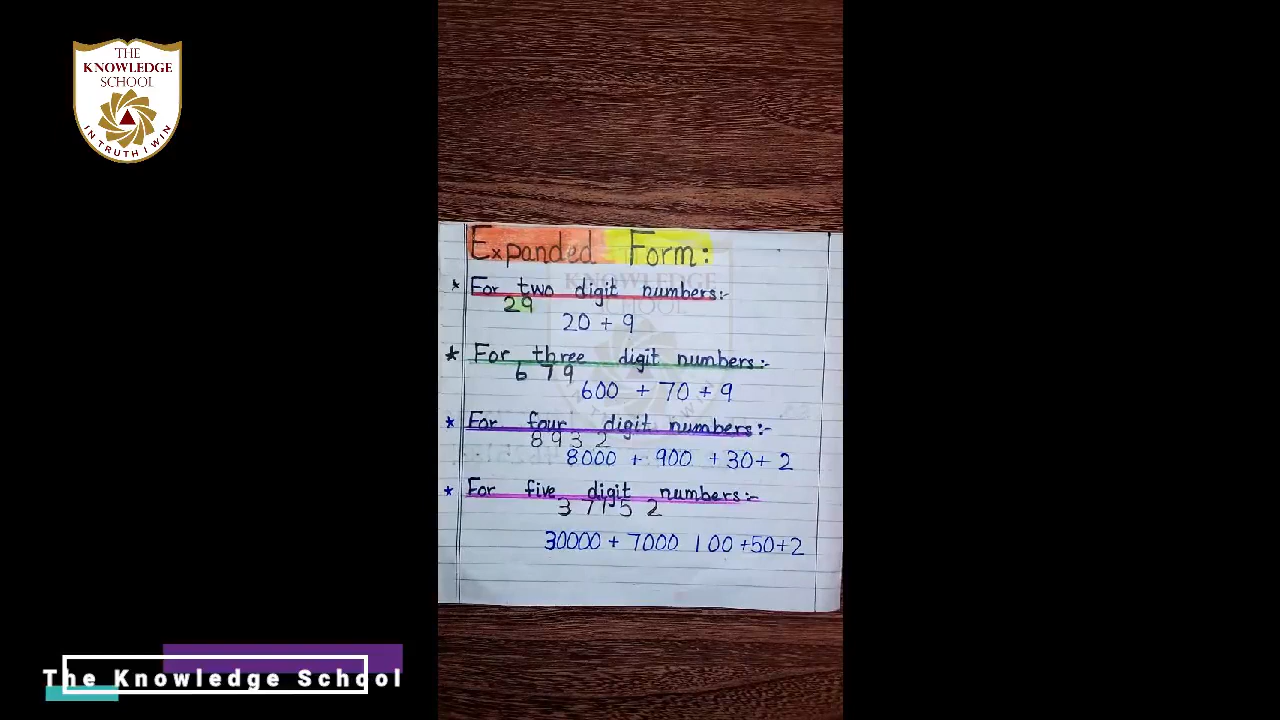 THE
KNOWLEDGE
SCHOOL
IN TRUTH I WIN
Expanded Form:
KNOWLEDGE
SCHOOL
* For two digit numbers:-
29
20 + 9
* For three digit numbers:-
6 7 9
600 + 70 + 9
* For four digit numbers:-
8 9 3 2
8000 + 900 + 30 + 2
* For five digit numbers:-
3 7 1 5 2
30000 + 7000 100 +50+2
The Knowledge School